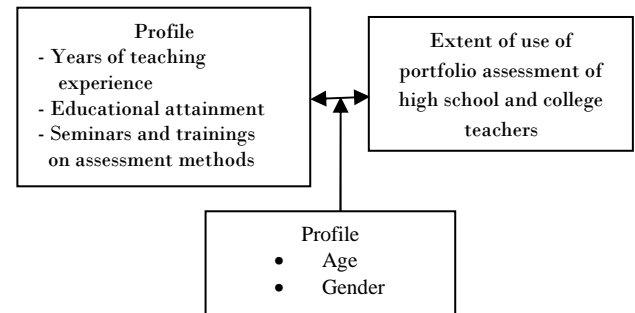 Profile
- Years of teaching
experience
- Educational attainment
- Seminars and trainings
on assessment methods
Extent of use of
portfolio assessment of
high school and college
teachers
Profile
• Age
• Gender